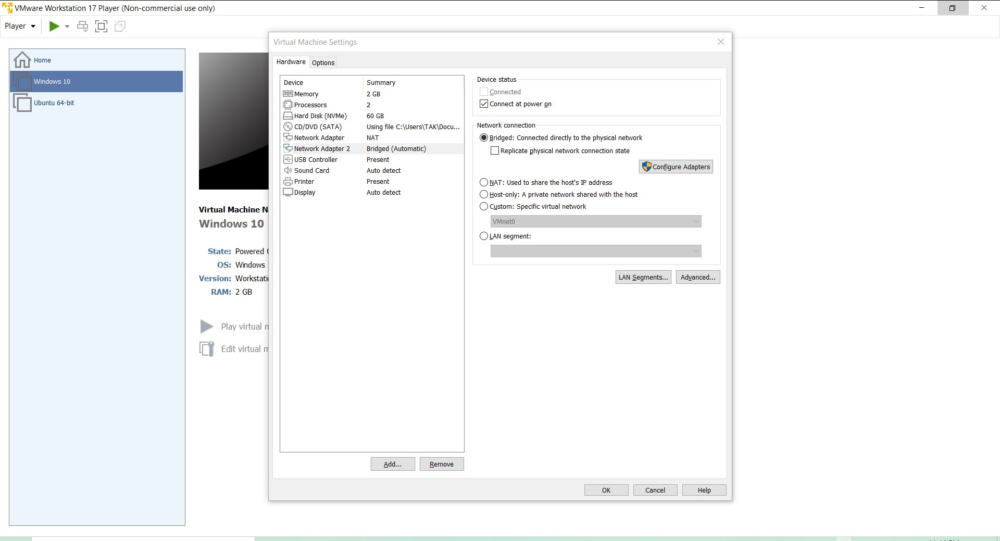 VMware Workstation 17 Player (Non-commercial use only)
Player
Home
Windows 10
Ubuntu 64-bit
Virtual Machine
Windows 10
State: Powered
OS: Windows
Version:
RAM: 2 GB
Play virtual
Edit virtual
Virtual Machine Settings
Hardware Options
Device Summary
Memory 2 GB
Processors 2
Hard Disk (NVMe) 60 GB
CD/DVD (SATA) Using file C:\Users\TAK\Docu...
Network Adapter NAT
Network Adapter 2 Bridged (Automatic)
USB Controller Present
Sound Card Auto detect
Printer Present
Display Auto detect
Add... Remove
Device status
Connected
Connect at power on
Network connection
Bridged: Connected directly to the physical network
Replicate physical network connection state
Configure Adapters
NAT: Used to share the host's IP address
Host-only: A private network shared with the host
Custom: Specific virtual network
VMnet0
LAN segment:
LAN Segments... Advanced...
OK Cancel Help